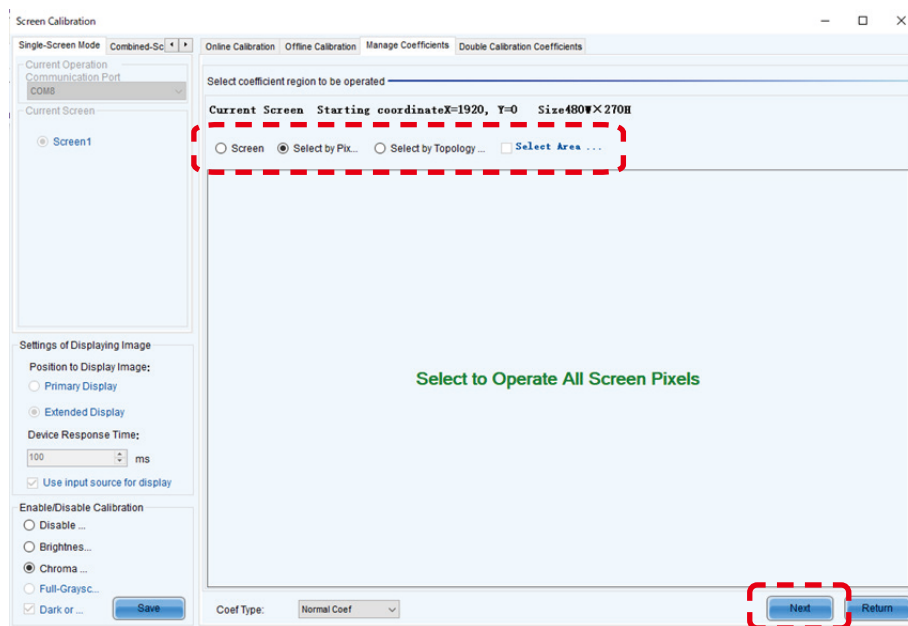 Screen Calibration
Single-Screen Mode Combined-Sc
Online Calibration Offline Calibration Manage Coefficients Double Calibration Coefficients
Current Operation
Communication Port
COM8
Current Screen
Screen1
Select coefficient region to be operated
Current Screen Starting coordinateX=1920, Y=0 Size480W×270H
Screen Select by Pix... Select by Topology ... Select Area ...
Select to Operate All Screen Pixels
Settings of Displaying Image
Position to Display Image:
Primary Display
Extended Display
Device Response Time:
100 ms
Use input source for display
Enable/Disable Calibration
Disable ...
Brightnes...
Chroma ...
Full-Graysc...
Dark or ... Save
Coef Type: Normal Coef Next Return